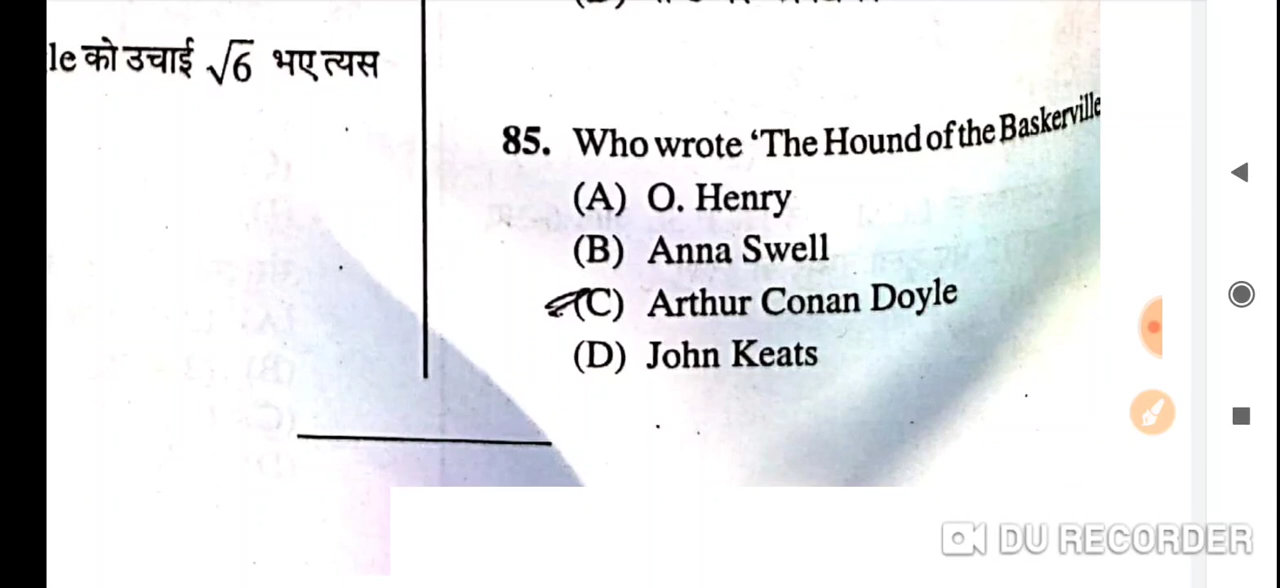 le को उचाई √6 भए त्यस
85. Who wrote ‘The Hound of the Baskerville
(A) O. Henry
(B) Anna Swell
(C) Arthur Conan Doyle
(D) John Keats
DU RECORDER